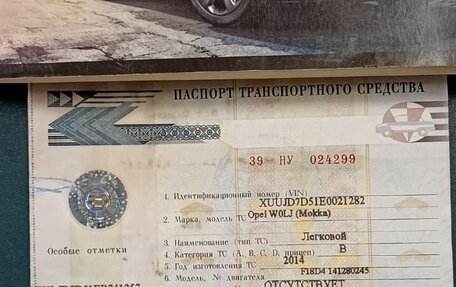 ПАСПОРТ ТРАНСПОРТНОГО СРЕДСТВА
39 НУ 024299
1. Идентификационный номер (VIN) XUUJD7D51E0021282
2. Марка, модель ТС Opel W0LJ (Mokka)
3. Наименование (тип ТС) Легковой
4. Категория ТС (А, В, С, D, прицеп) В
5. Год изготовления ТС 2014
6. Модель, № двигателя F18D4 141280245
ОТСУТСТВУЕТ
Особые отметки